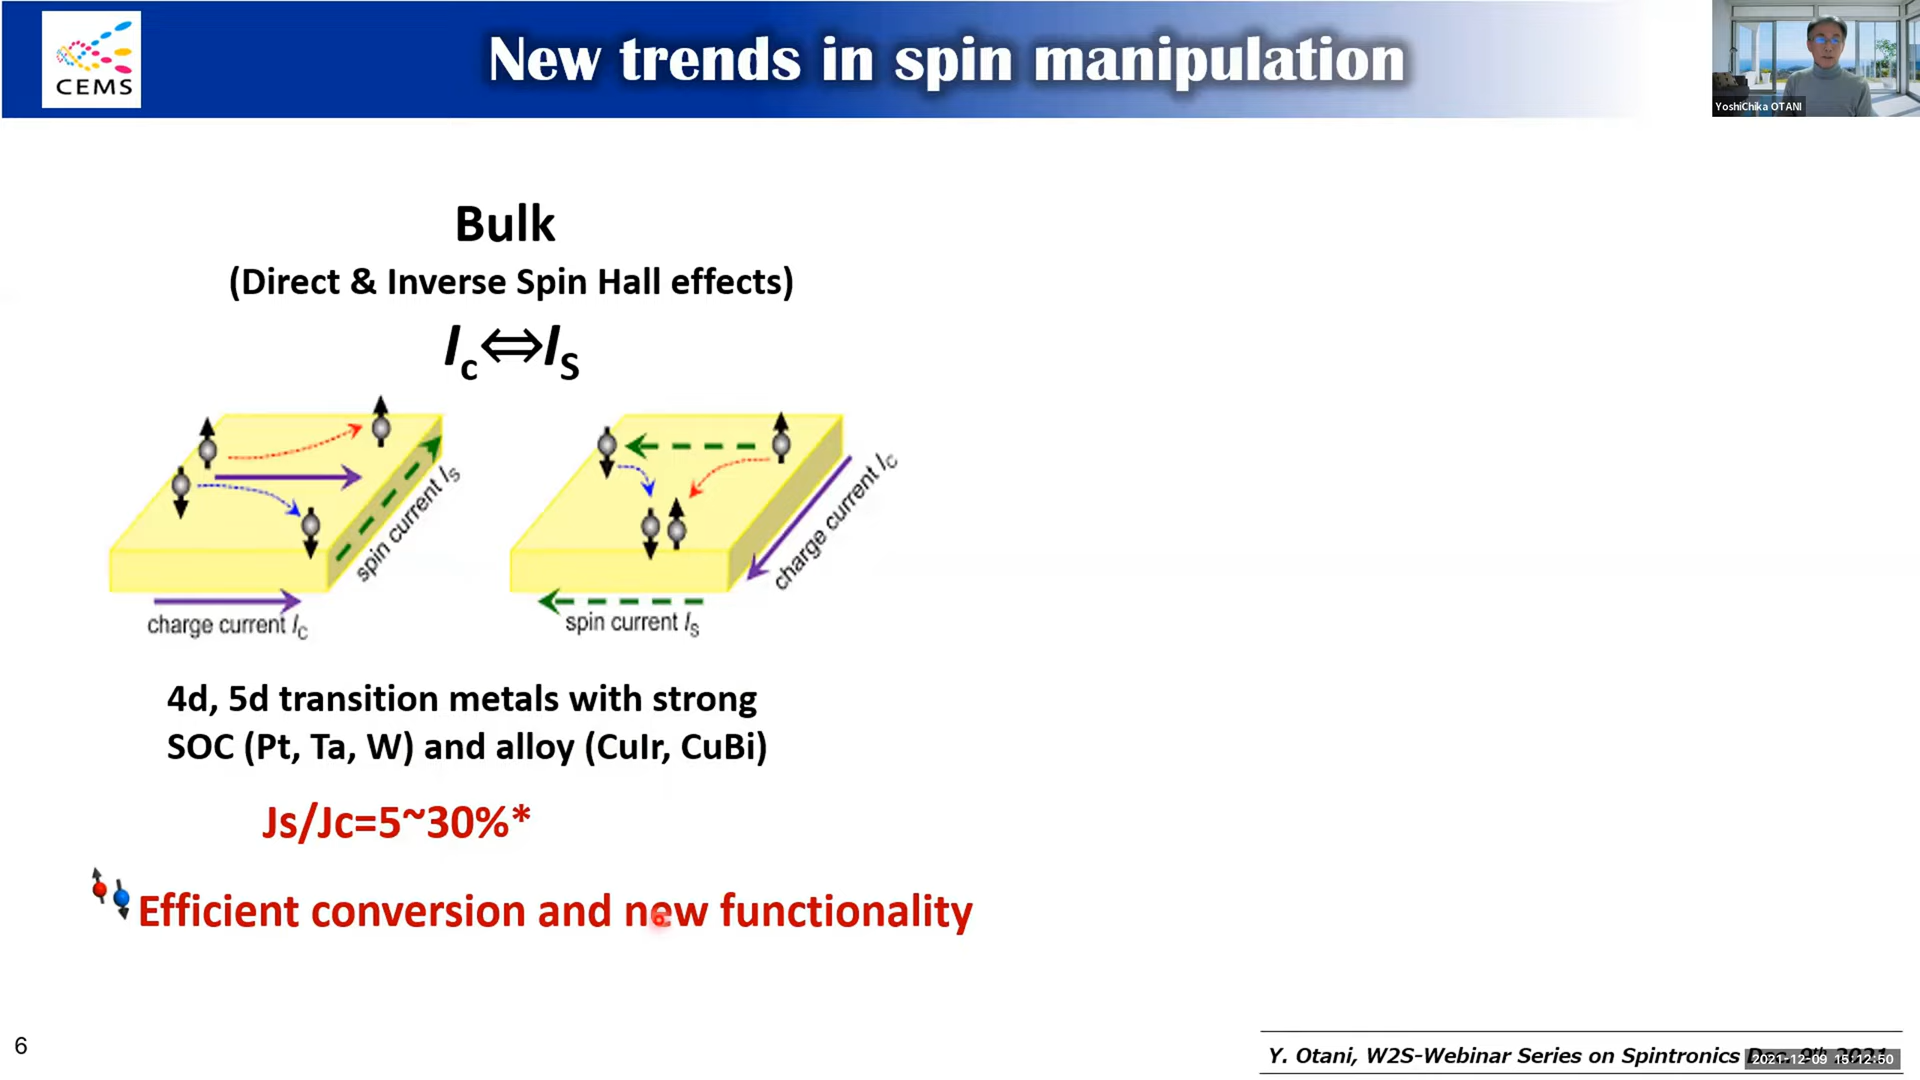 CEMS
New trends in spin manipulation
YoshiChika OTANI
Bulk
(Direct & Inverse Spin Hall effects)
Ic⇔IS
spin current IS
charge current IC
charge current IC
spin current IS
4d, 5d transition metals with strong
SOC (Pt, Ta, W) and alloy (CuIr, CuBi)
Js/Jc=5~30%*
Efficient conversion and new functionality
6
Y. Otani, W2S-Webinar Series on Spintronics
2021-12-09 15:12:50